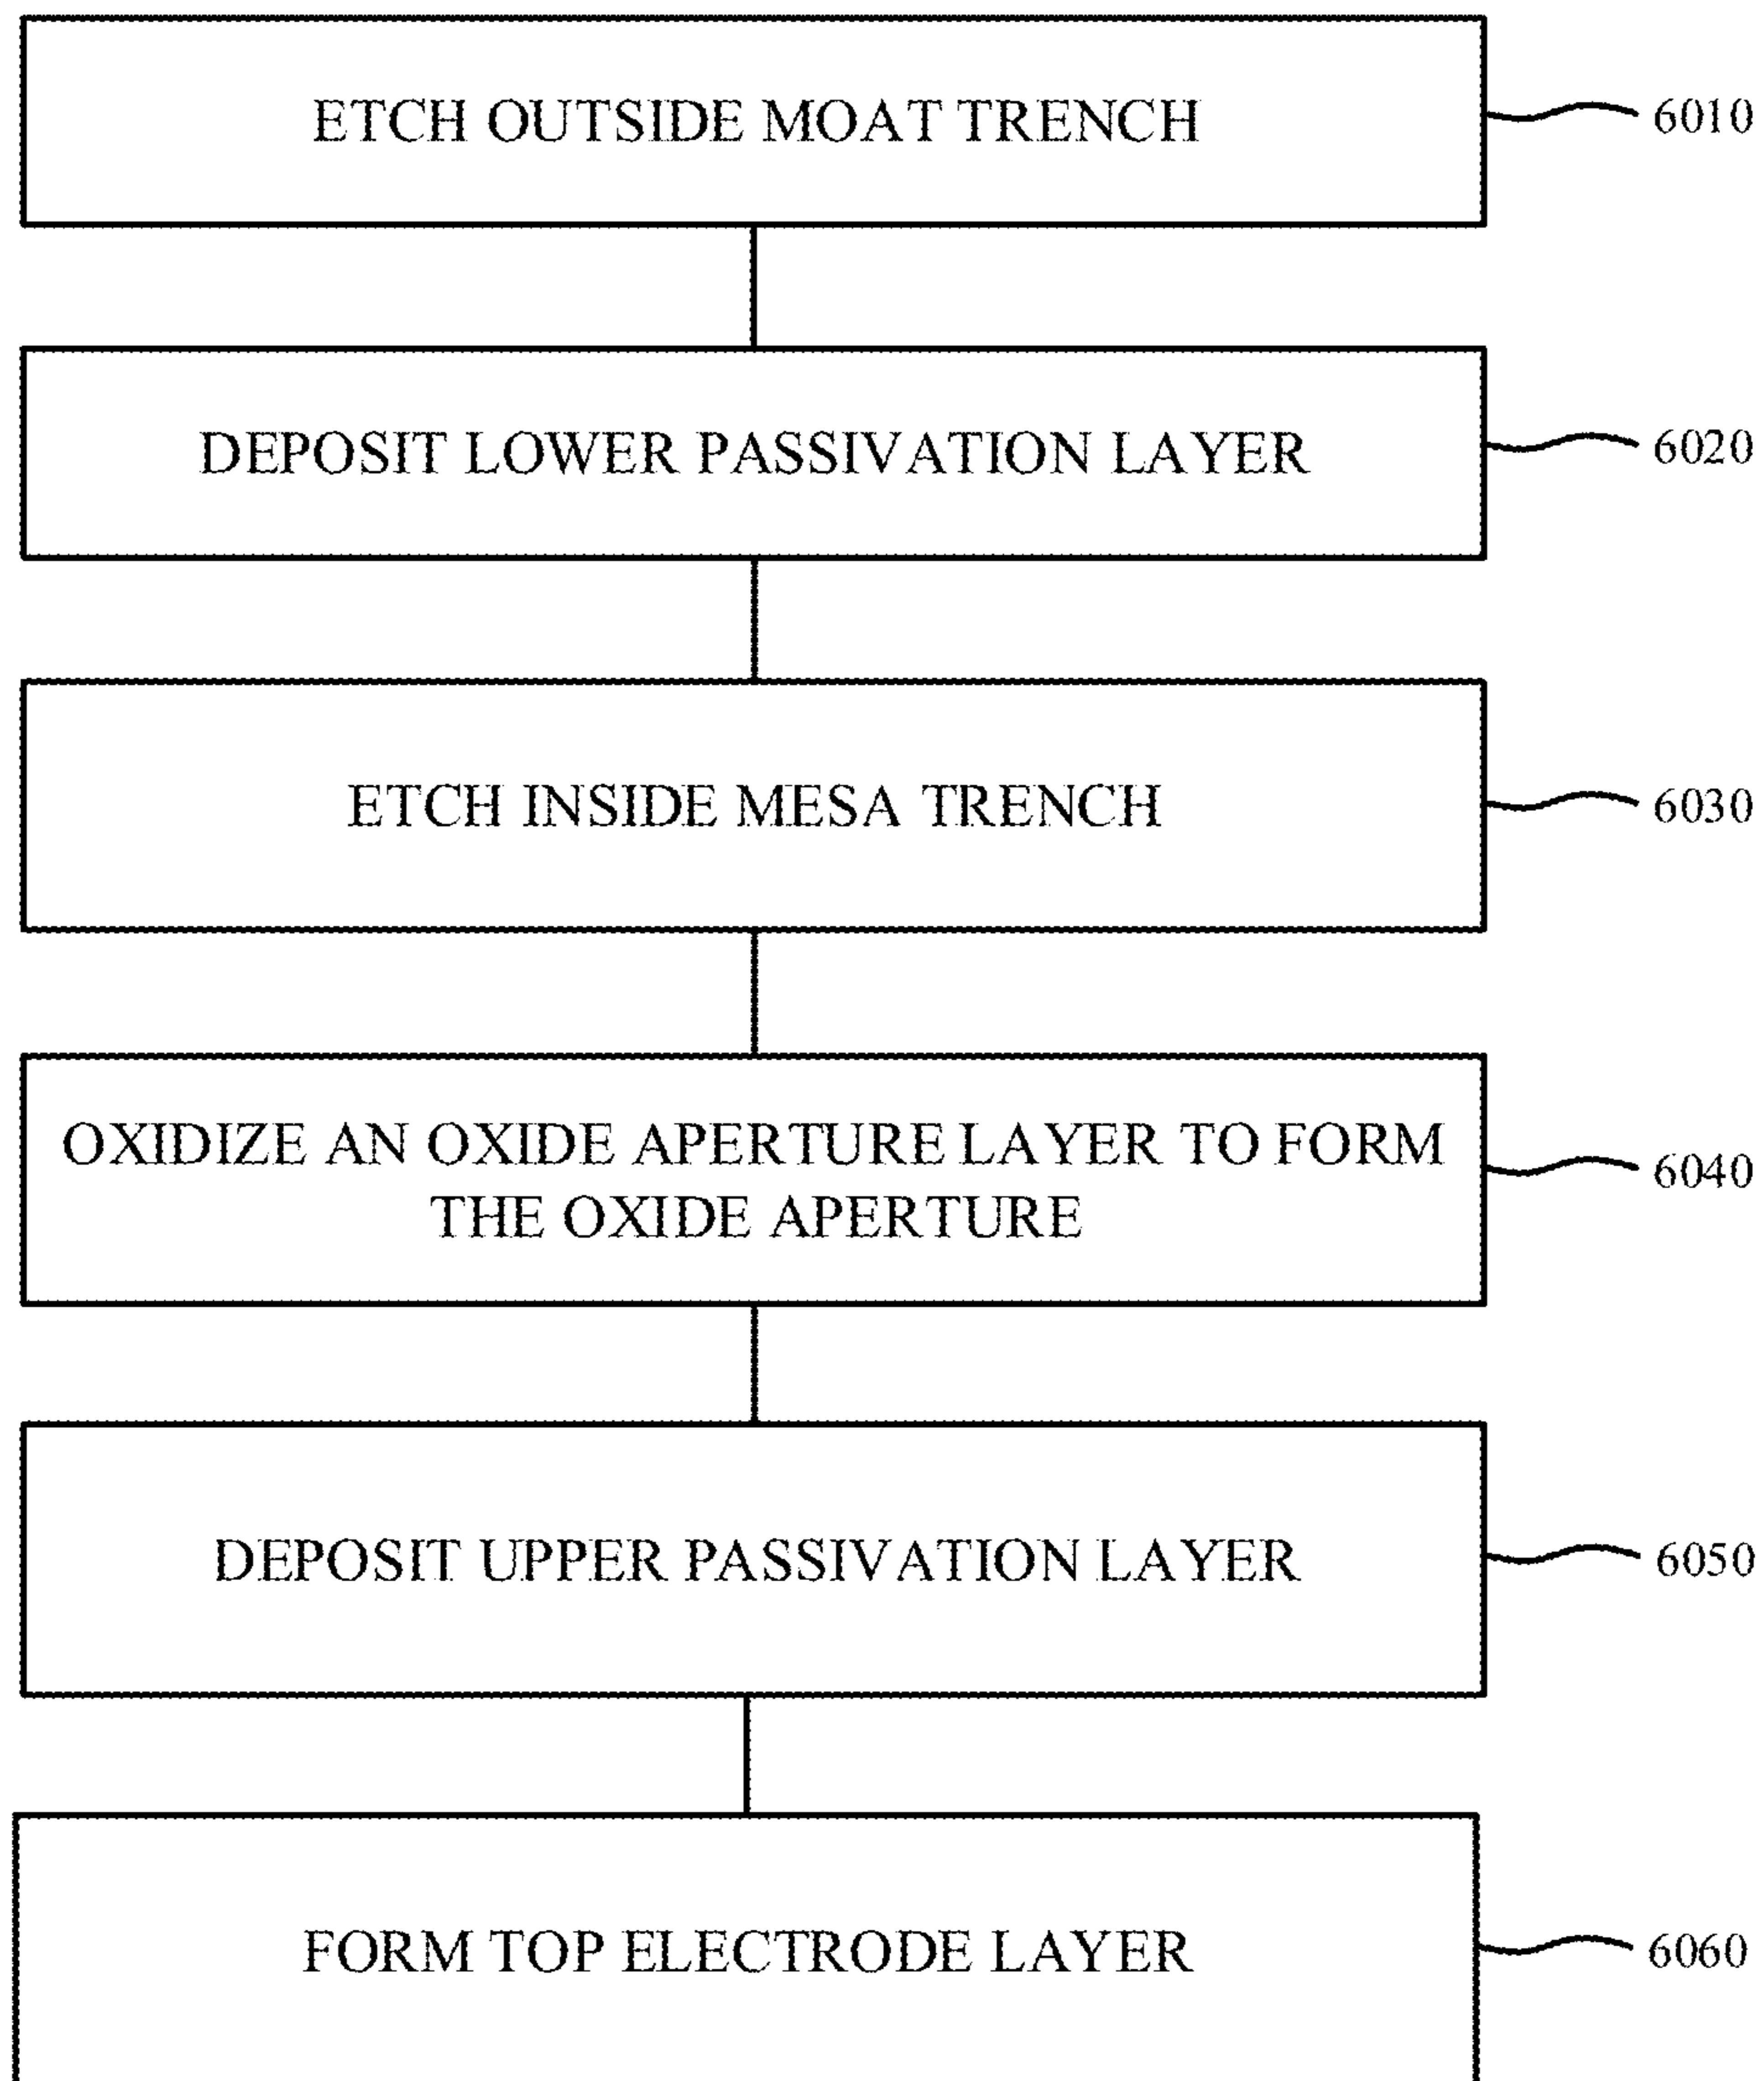 ETCH OUTSIDE MOAT TRENCH
6010
DEPOSIT LOWER PASSIVATION LAYER
6020
ETCH INSIDE MESA TRENCH
6030
OXIDIZE AN OXIDE APERTURE LAYER TO FORM
THE OXIDE APERTURE
6040
DEPOSIT UPPER PASSIVATION LAYER
6050
FORM TOP ELECTRODE LAYER
6060